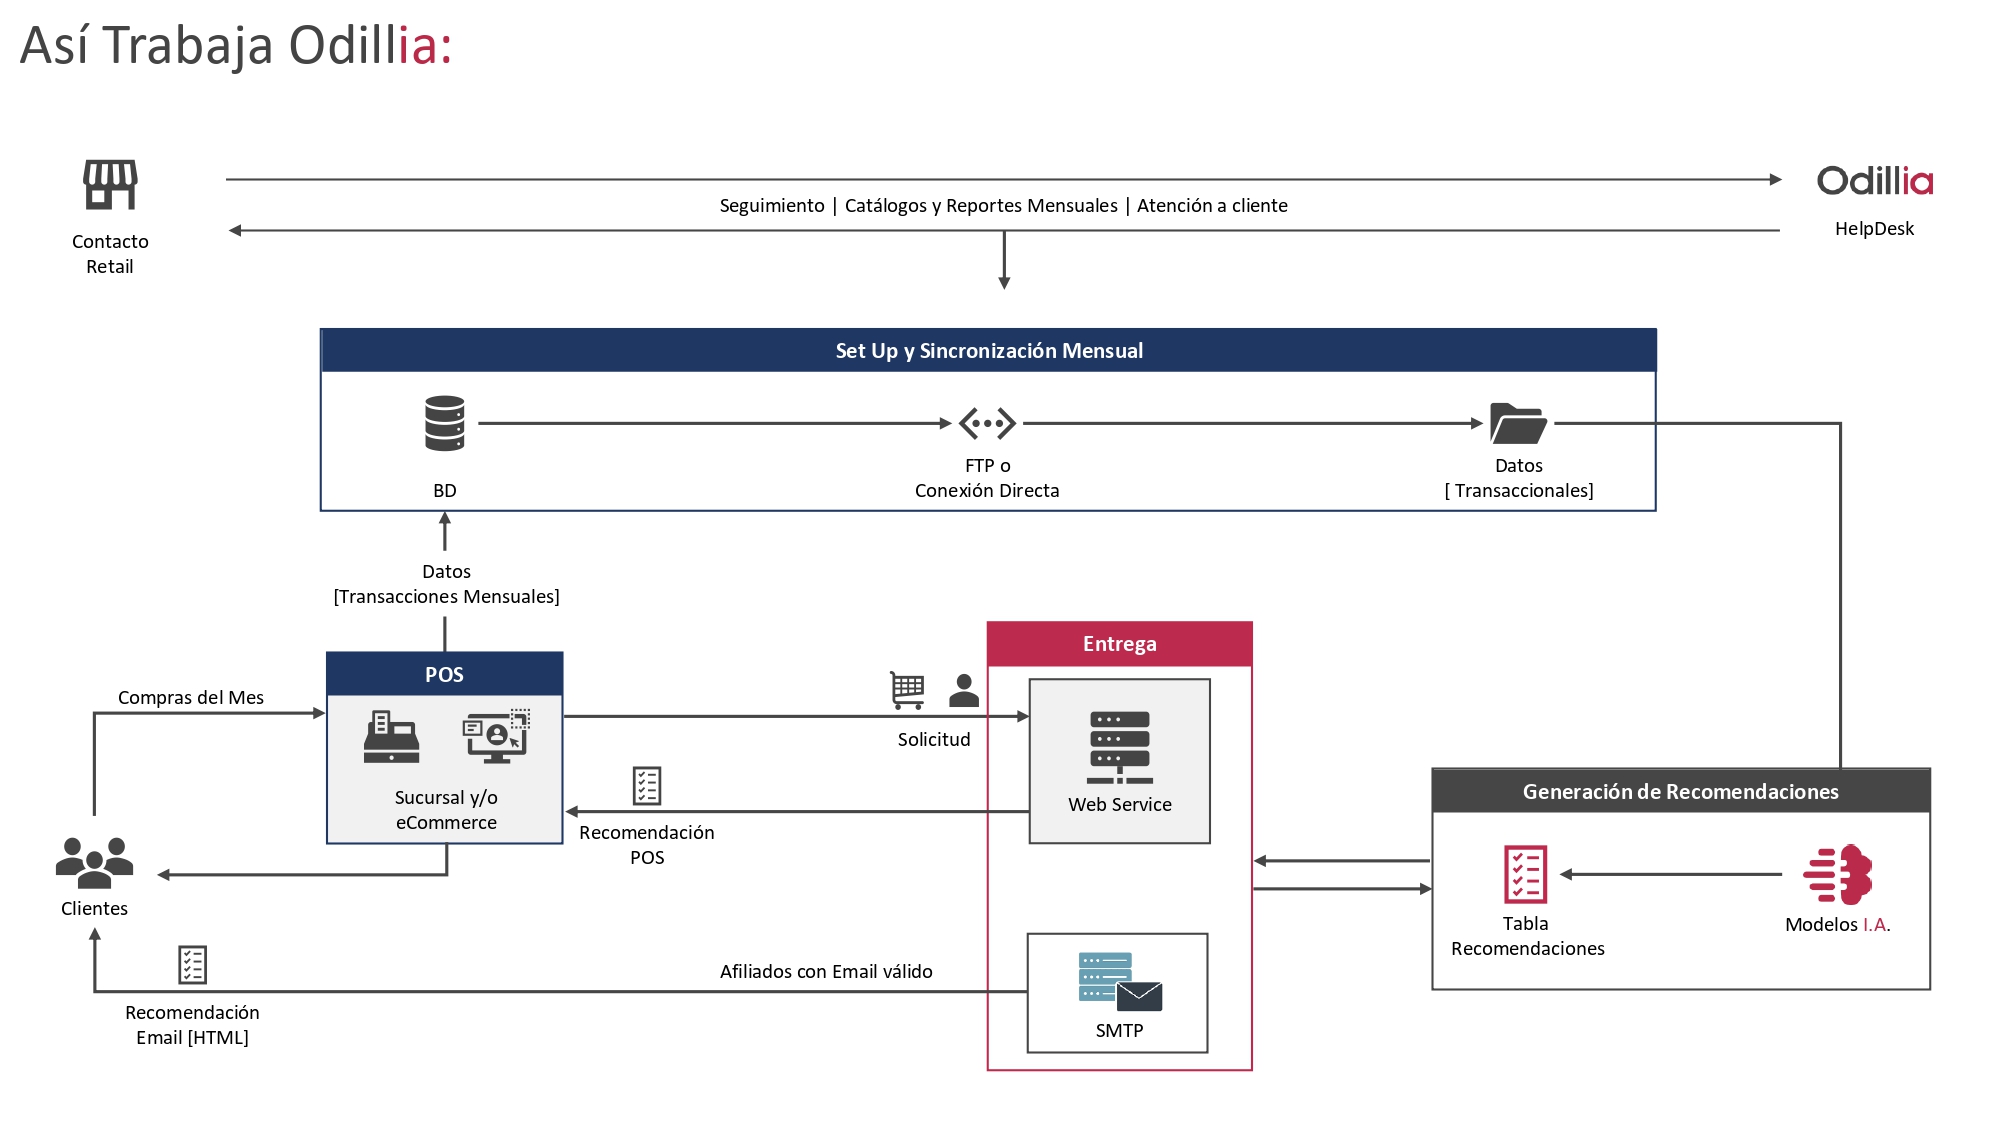 Así Trabaja Odillia:
Contacto
Retail
Seguimiento | Catálogos y Reportes Mensuales | Atención a cliente
Odillia
HelpDesk
Set Up y Sincronización Mensual
BD
FTP o
Conexión Directa
Datos
[ Transaccionales]
Datos
[Transacciones Mensuales]
Compras del Mes
POS
Sucursal y/o
eCommerce
Solicitud
Recomendación
POS
Entrega
Web Service
Generación de Recomendaciones
Tabla
Recomendaciones
Modelos I.A.
Clientes
Afiliados con Email válido
Recomendación
Email [HTML]
SMTP